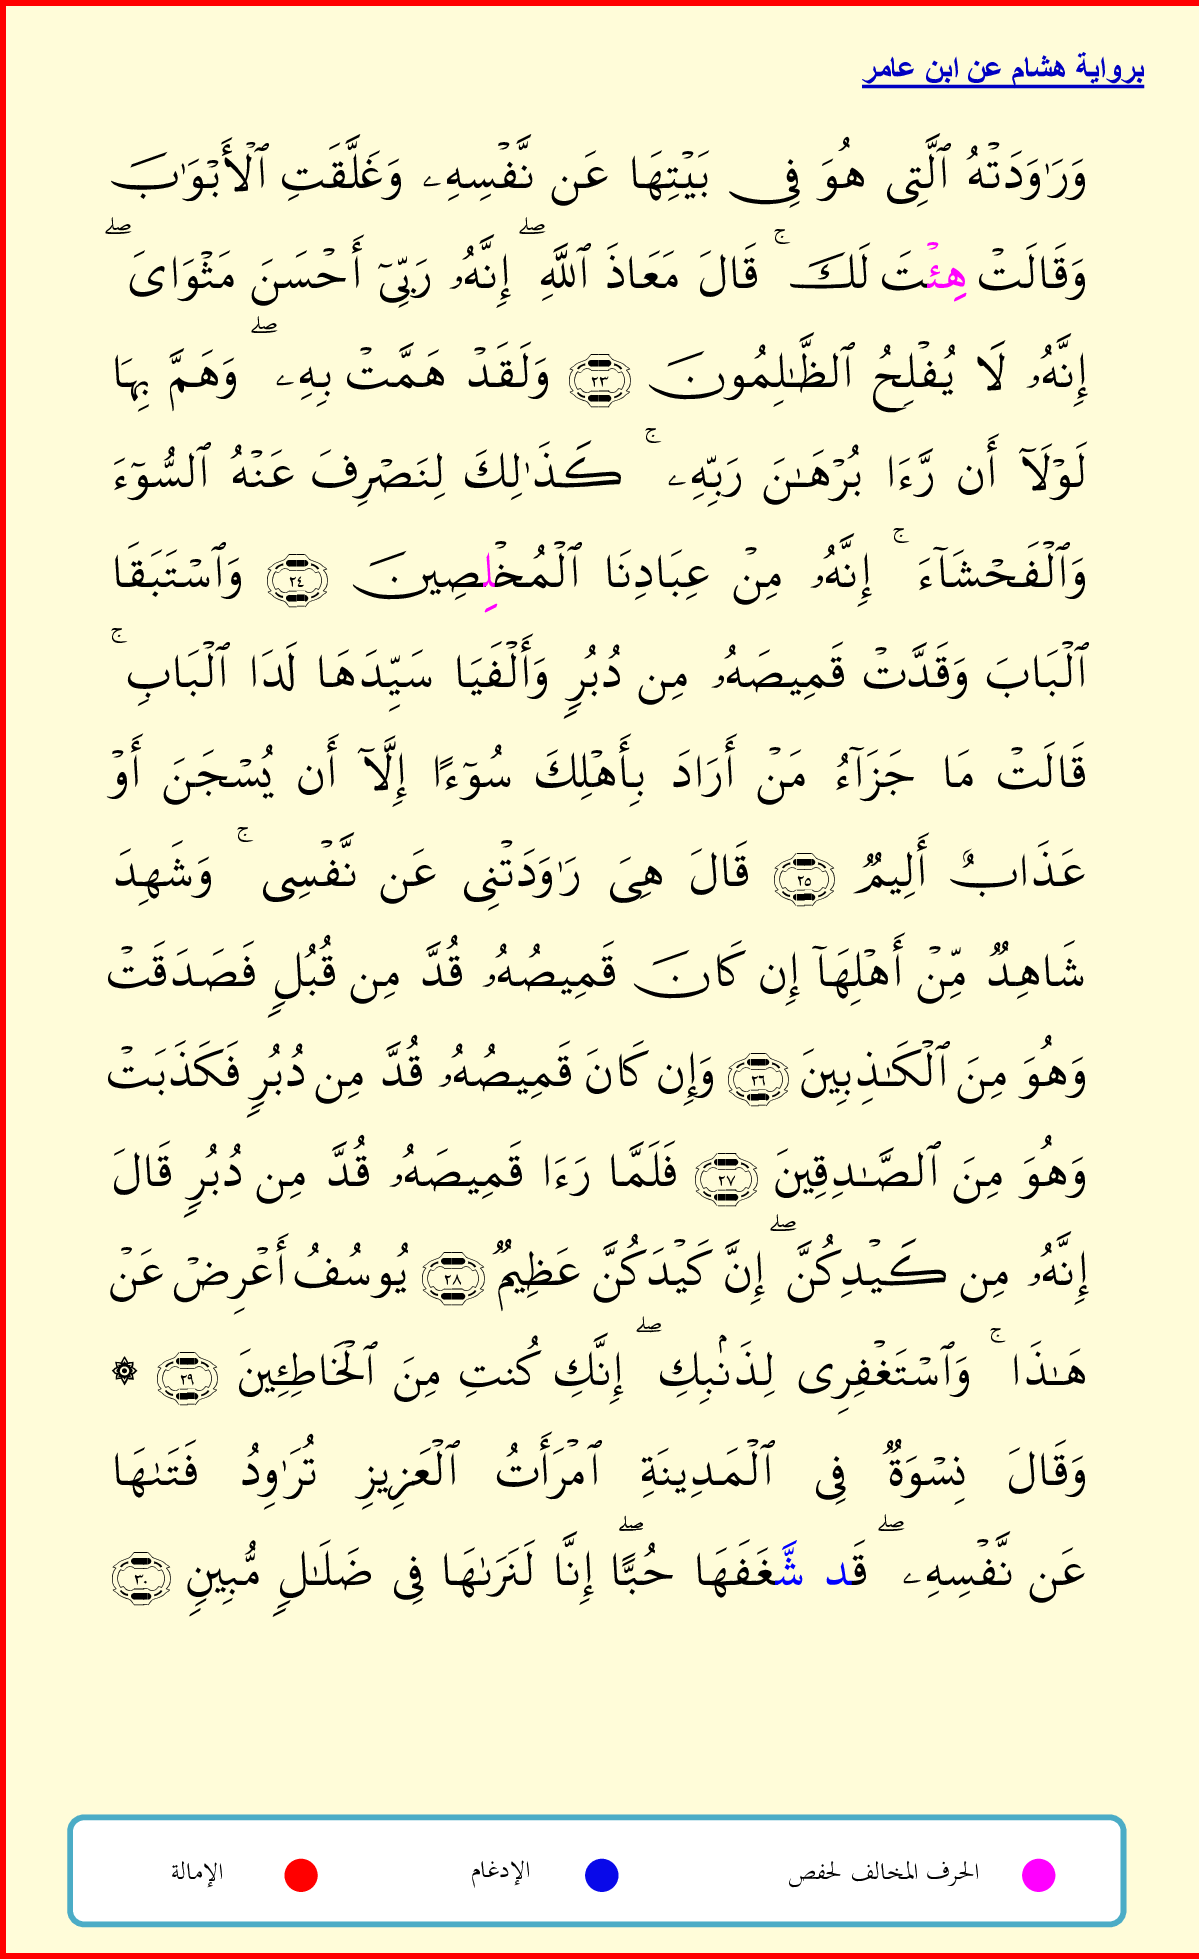 برواية هشام عن ابن عامر
وَرَٰوَدَتْهُ ٱلَّتِى هُوَ فِى بَيْتِهَا عَن نَّفْسِهِۦ وَغَلَّقَتِ ٱلْأَبْوَٰبَ
وَقَالَتْ هِئْتَ لَكَ ۚ قَالَ مَعَاذَ ٱللَّهِ ۖ إِنَّهُۥ رَبِّىٓ أَحْسَنَ مَثْوَاىَ ۖ
إِنَّهُۥ لَا يُفْلِحُ ٱلظَّـٰلِمُونَ ٢٣ وَلَقَدْ هَمَّتْ بِهِۦ ۖ وَهَمَّ بِهَا
لَوْلَآ أَن رَّءَا بُرْهَـٰنَ رَبِّهِۦ ۚ كَذَٰلِكَ لِنَصْرِفَ عَنْهُ ٱلسُّوٓءَ
وَٱلْفَحْشَآءَ ۚ إِنَّهُۥ مِنْ عِبَادِنَا ٱلْمُخْلِصِينَ ٢٤ وَٱسْتَبَقَا
ٱلْبَابَ وَقَدَّتْ قَمِيصَهُۥ مِن دُبُرٍ وَأَلْفَيَا سَيِّدَهَا لَدَا ٱلْبَابِ ۚ
قَالَتْ مَا جَزَآءُ مَنْ أَرَادَ بِأَهْلِكَ سُوٓءًا إِلَّآ أَن يُسْجَنَ أَوْ
عَذَابٌ أَلِيمٌ ٢٥ قَالَ هِىَ رَٰوَدَتْنِى عَن نَّفْسِى ۚ وَشَهِدَ
شَاهِدٌ مِّنْ أَهْلِهَآ إِن كَانَ قَمِيصُهُۥ قُدَّ مِن قُبُلٍ فَصَدَقَتْ
وَهُوَ مِنَ ٱلْكَـٰذِبِينَ ٢٦ وَإِن كَانَ قَمِيصُهُۥ قُدَّ مِن دُبُرٍ فَكَذَبَتْ
وَهُوَ مِنَ ٱلصَّـٰدِقِينَ ٢٧ فَلَمَّا رَءَا قَمِيصَهُۥ قُدَّ مِن دُبُرٍ قَالَ
إِنَّهُۥ مِن كَيْدِكُنَّ ۖ إِنَّ كَيْدَكُنَّ عَظِيمٌ ٢٨ يُوسُفُ أَعْرِضْ عَنْ
هَـٰذَا ۚ وَٱسْتَغْفِرِى لِذَنۢبِكِ ۖ إِنَّكِ كُنتِ مِنَ ٱلْخَاطِئِينَ ٢٩ ۞
وَقَالَ نِسْوَةٌ فِى ٱلْمَدِينَةِ ٱمْرَأَتُ ٱلْعَزِيزِ تُرَٰوِدُ فَتَىٰهَا
عَن نَّفْسِهِۦ ۖ قَد شَّغَفَهَا حُبًّا ۖ إِنَّا لَنَرَىٰهَا فِى ضَلَـٰلٍ مُّبِينٍ ٣٠
الحرف المخالف لحفص الإدغام الإمالة